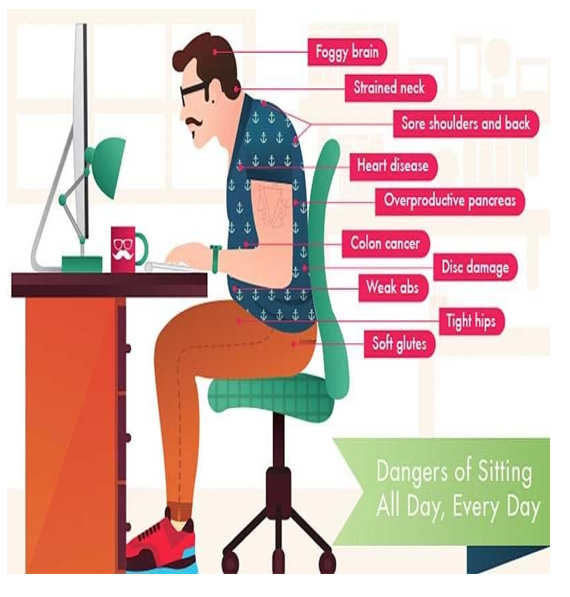 Foggy brain
Strained neck
Sore shoulders and back
Heart disease
Overproductive pancreas
Colon cancer
Disc damage
Weak abs
Tight hips
Soft glutes
Dangers of Sitting
All Day, Every Day